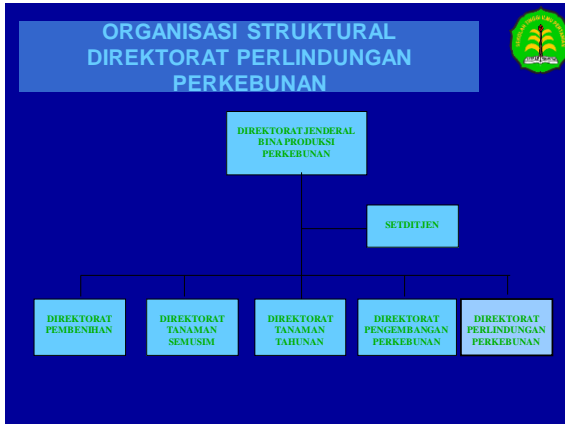 ORGANISASI STRUKTURAL
DIREKTORAT PERLINDUNGAN
PERKEBUNAN
DIREKTORAT JENDERAL
BINA PRODUKSI
PERKEBUNAN
SETDITJEN
DIREKTORAT
PEMBENIHAN
DIREKTORAT
TANAMAN
SEMUSIM
DIREKTORAT
TANAMAN
TAHUNAN
DIREKTORAT
PENGEMBANGAN
PERKEBUNAN
DIREKTORAT
PERLINDUNGAN
PERKEBUNAN